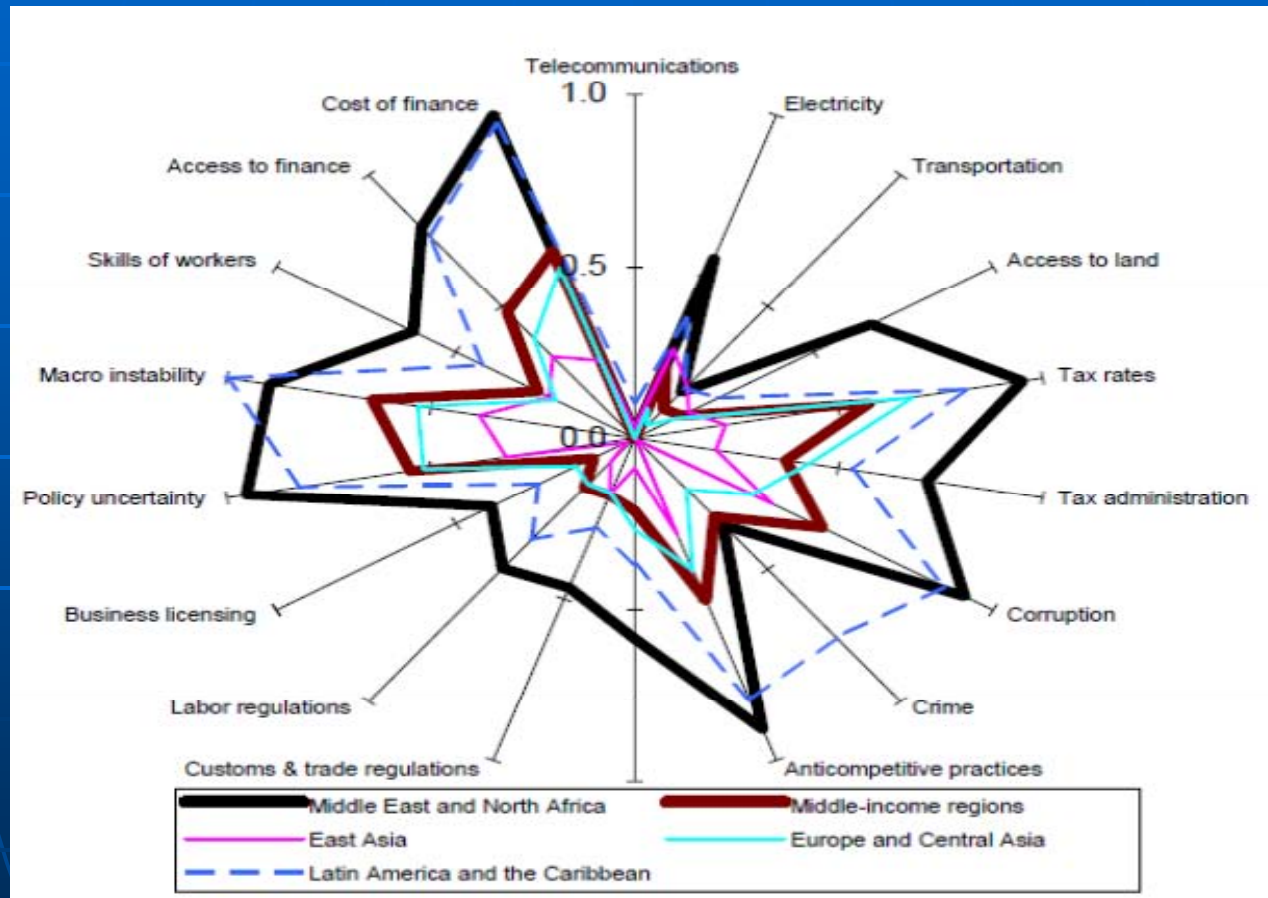 Telecommunications
1.0
Cost of finance
Electricity
Access to finance
Transportation
Skills of workers
0.5
Access to land
Macro instability
Tax rates
0.0
Policy uncertainty
Tax administration
Business licensing
Corruption
Labor regulations
Crime
Customs & trade regulations
Anticompetitive practices
Middle East and North Africa
Middle-income regions
East Asia
Europe and Central Asia
Latin America and the Caribbean